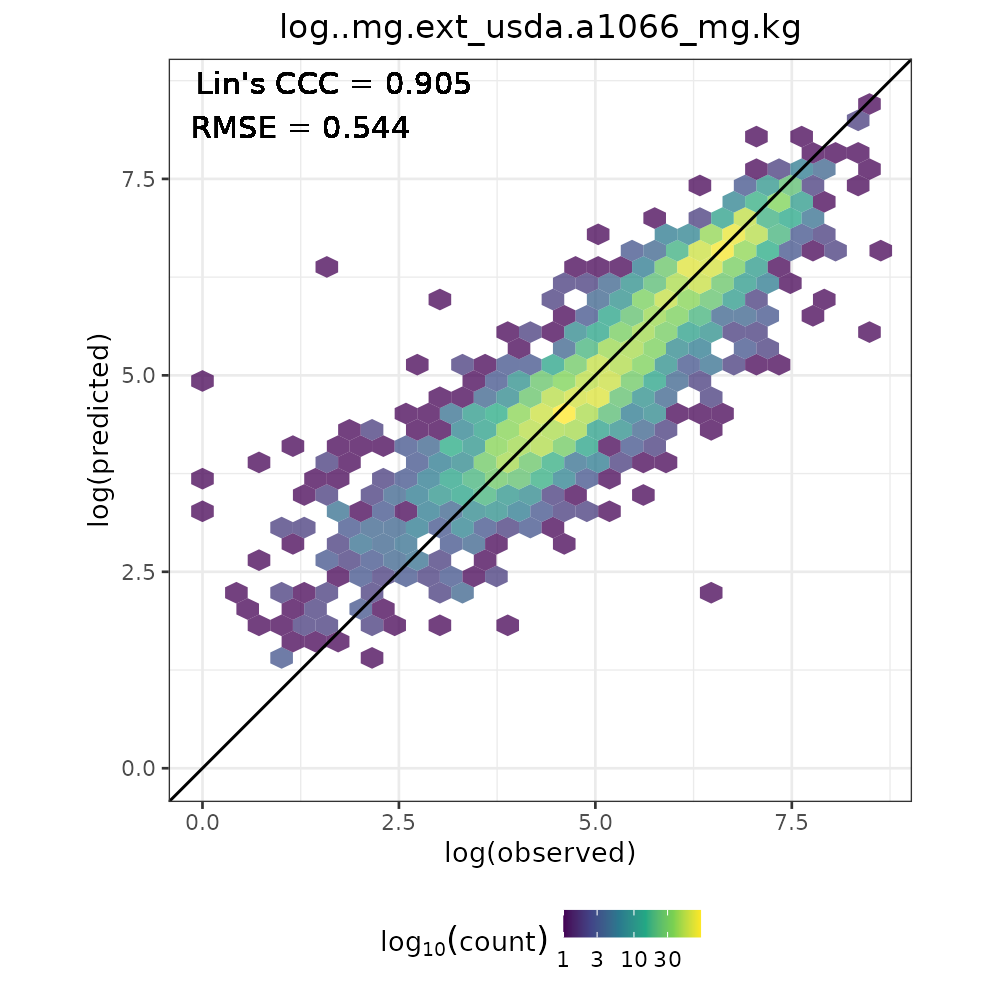 log..mg.ext_usda.a1066_mg.kg
Lin's CCC = 0.905
RMSE = 0.544
7.5
5.0
2.5
0.0
log(predicted)
0.0 2.5 5.0 7.5
log(observed)
log10(count)
1 3 10 30